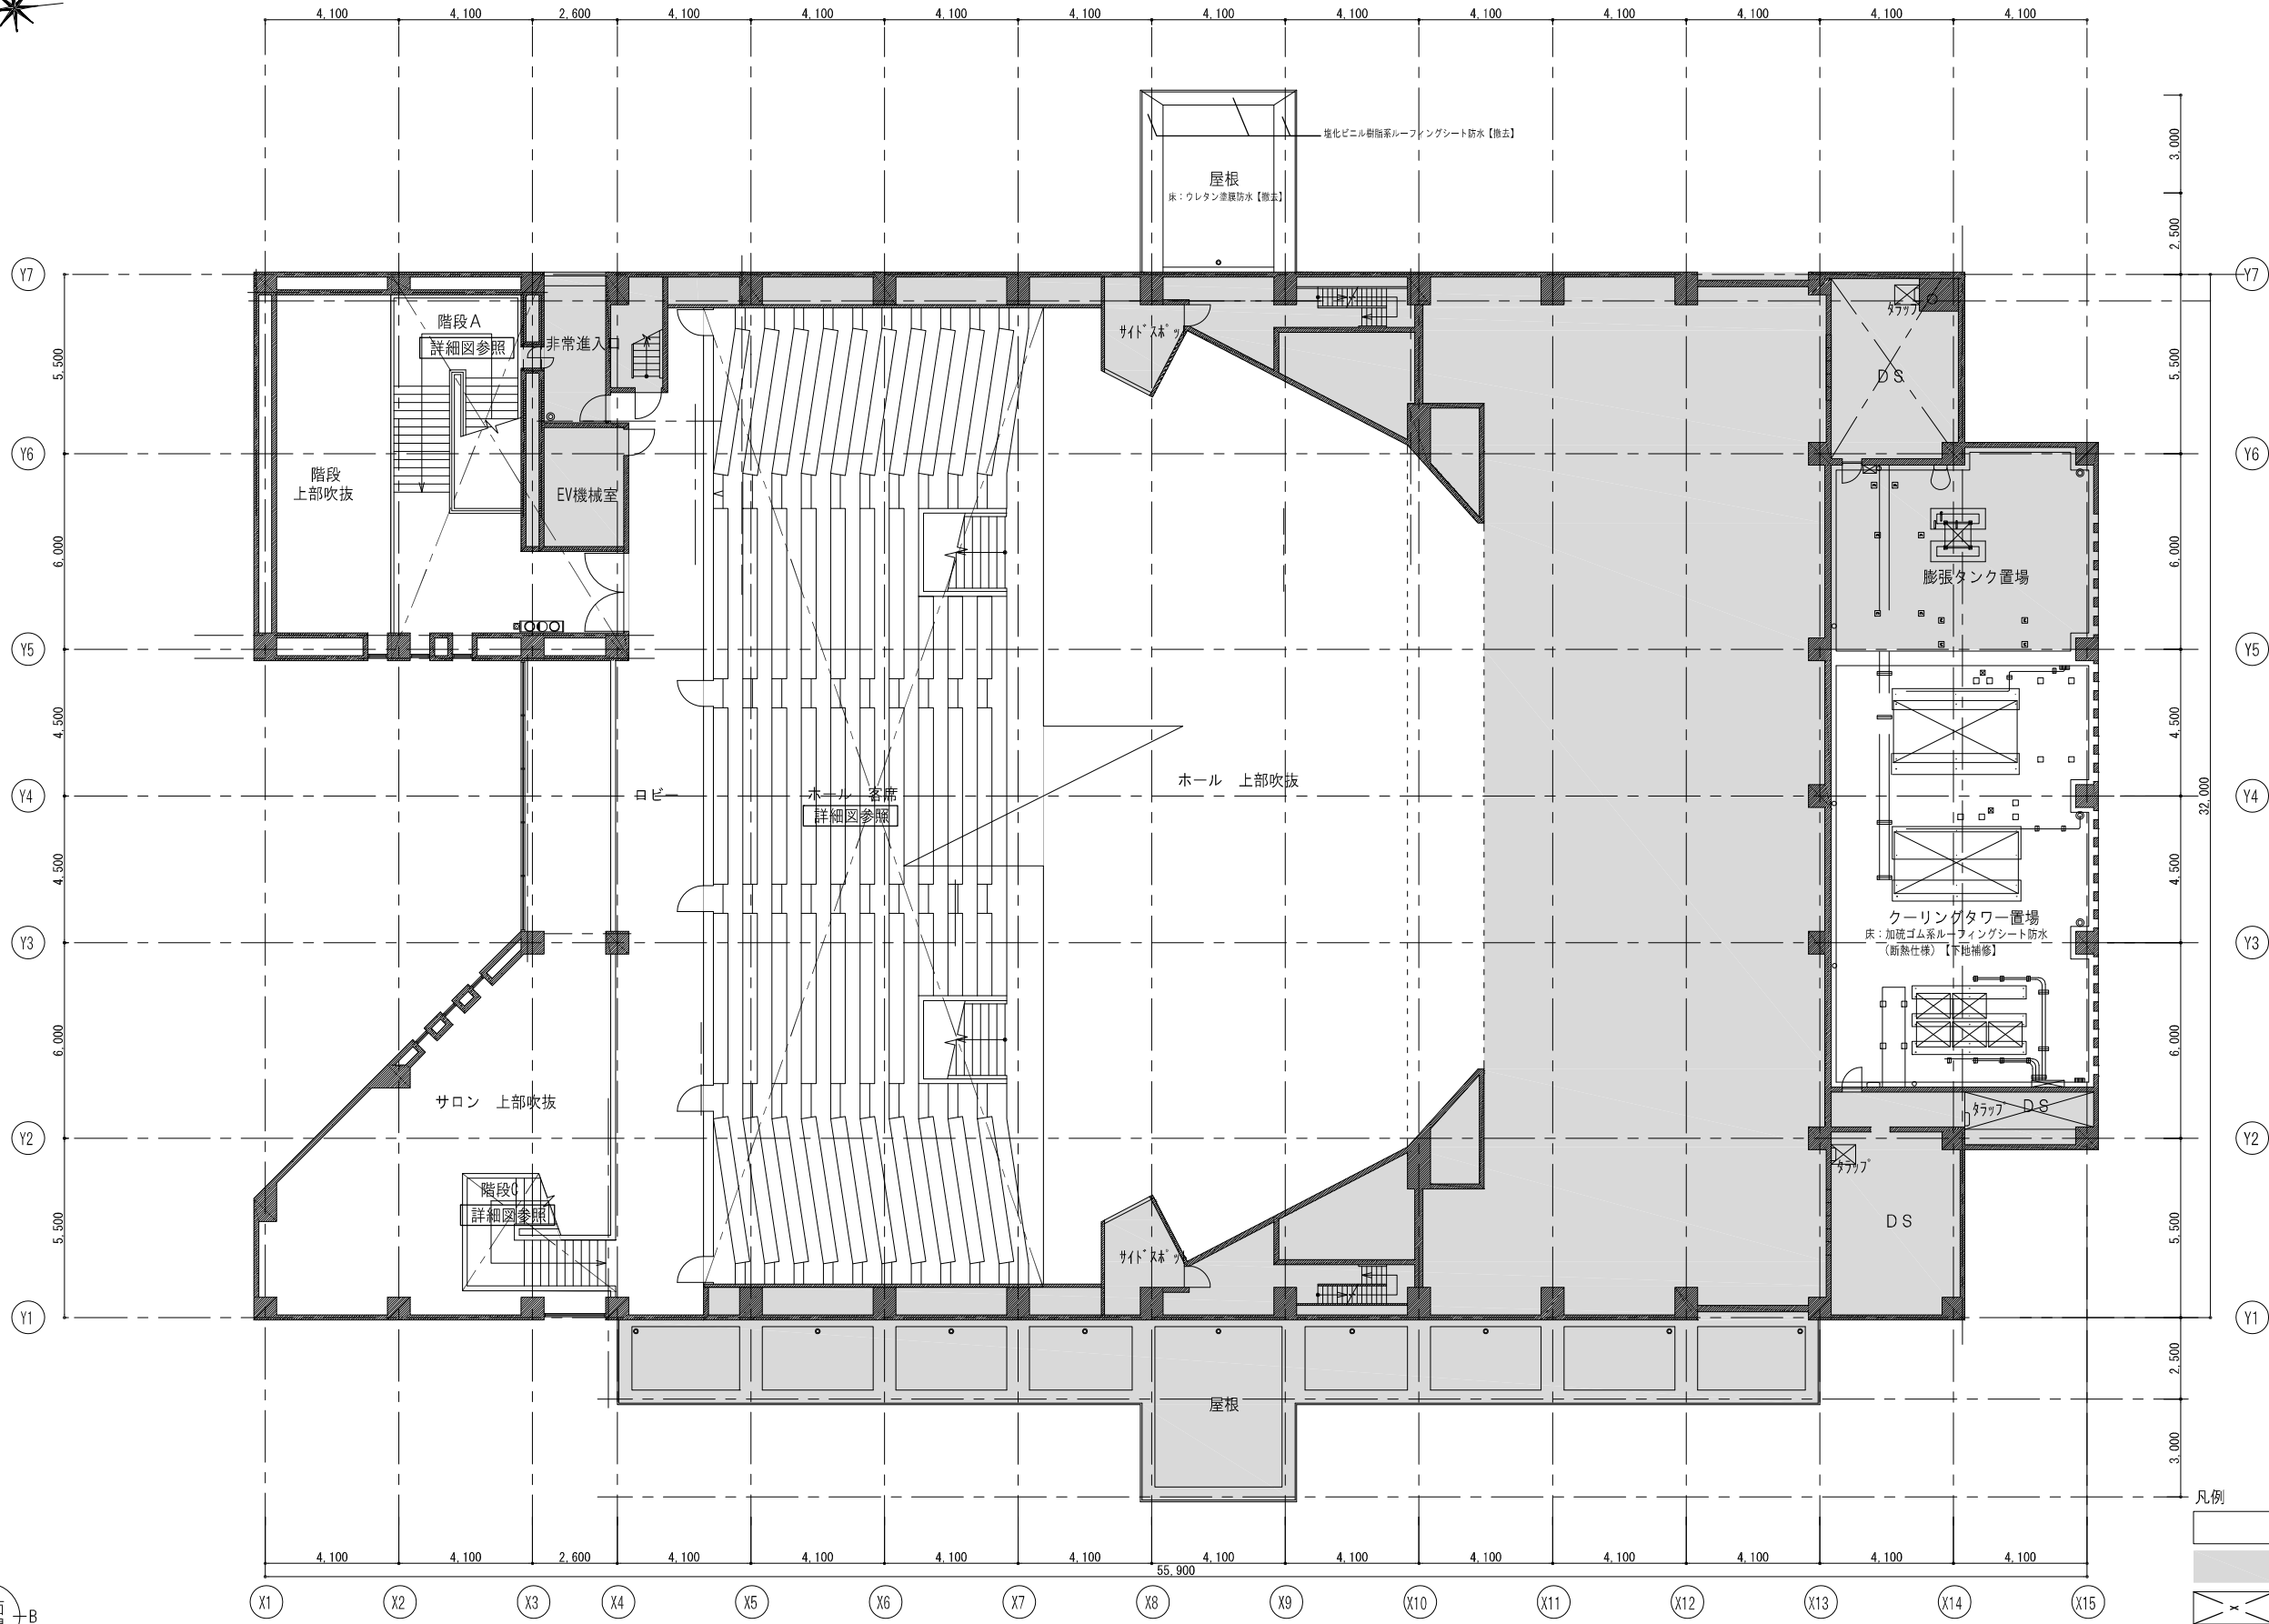 4,100 4,100 2,600 4,100 4,100 4,100 4,100 4,100 4,100 4,100 4,100 4,100 4,100 4,100
3,000
塩化ビニル樹脂系ルーフィングシート防水【撤去】
屋根
床：ウレタン塗膜防水【撤去】
2,500
Y7 Y7
階段A
詳細図参照
非常進入口
サイドスポット
タラップ
5,500 5,500
DS
Y6 Y6
階段
上部吹抜
EV機械室
6,000 6,000
膨張タンク置場
Y5 Y5
4,500 4,500
ホール 上部吹抜
ロビー
ホール 客席
詳細図参照
Y4 Y4
32,000
4,500 4,500
クーリングタワー置場
床：加硫ゴム系ルーフィングシート防水
（断熱仕様）【下地補修】
Y3 Y3
6,000 6,000
サロン 上部吹抜
タラップ DS
Y2 Y2
タラップ
階段C
詳細図参照
5,500 5,500
DS
サイドスポット
Y1 Y1
2,500
屋根
3,000
凡例
4,100 4,100 2,600 4,100 4,100 4,100 4,100 4,100 4,100 4,100 4,100 4,100 4,100 4,100
55,900
X1 X2 X3 X4 X5 X6 X7 X8 X9 X10 X11 X12 X13 X14 X15
B